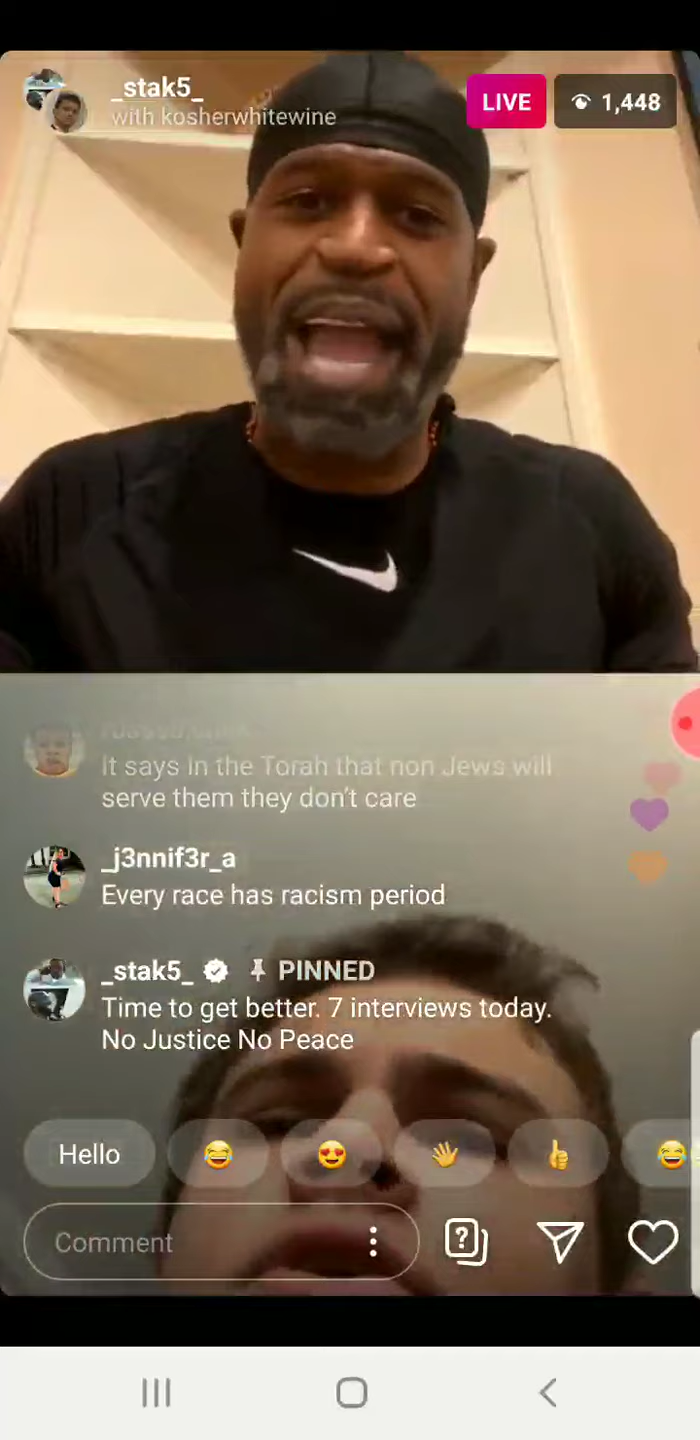 _stak5_
with kosherwhitewine
LIVE
1,448
It says In the Torah that non Jews will
serve them they don't care
_j3nnif3r_a
Every race has racism period
_stak5_ PINNED
Time to get better. 7 interviews today.
No Justice No Peace
Hello
Comment